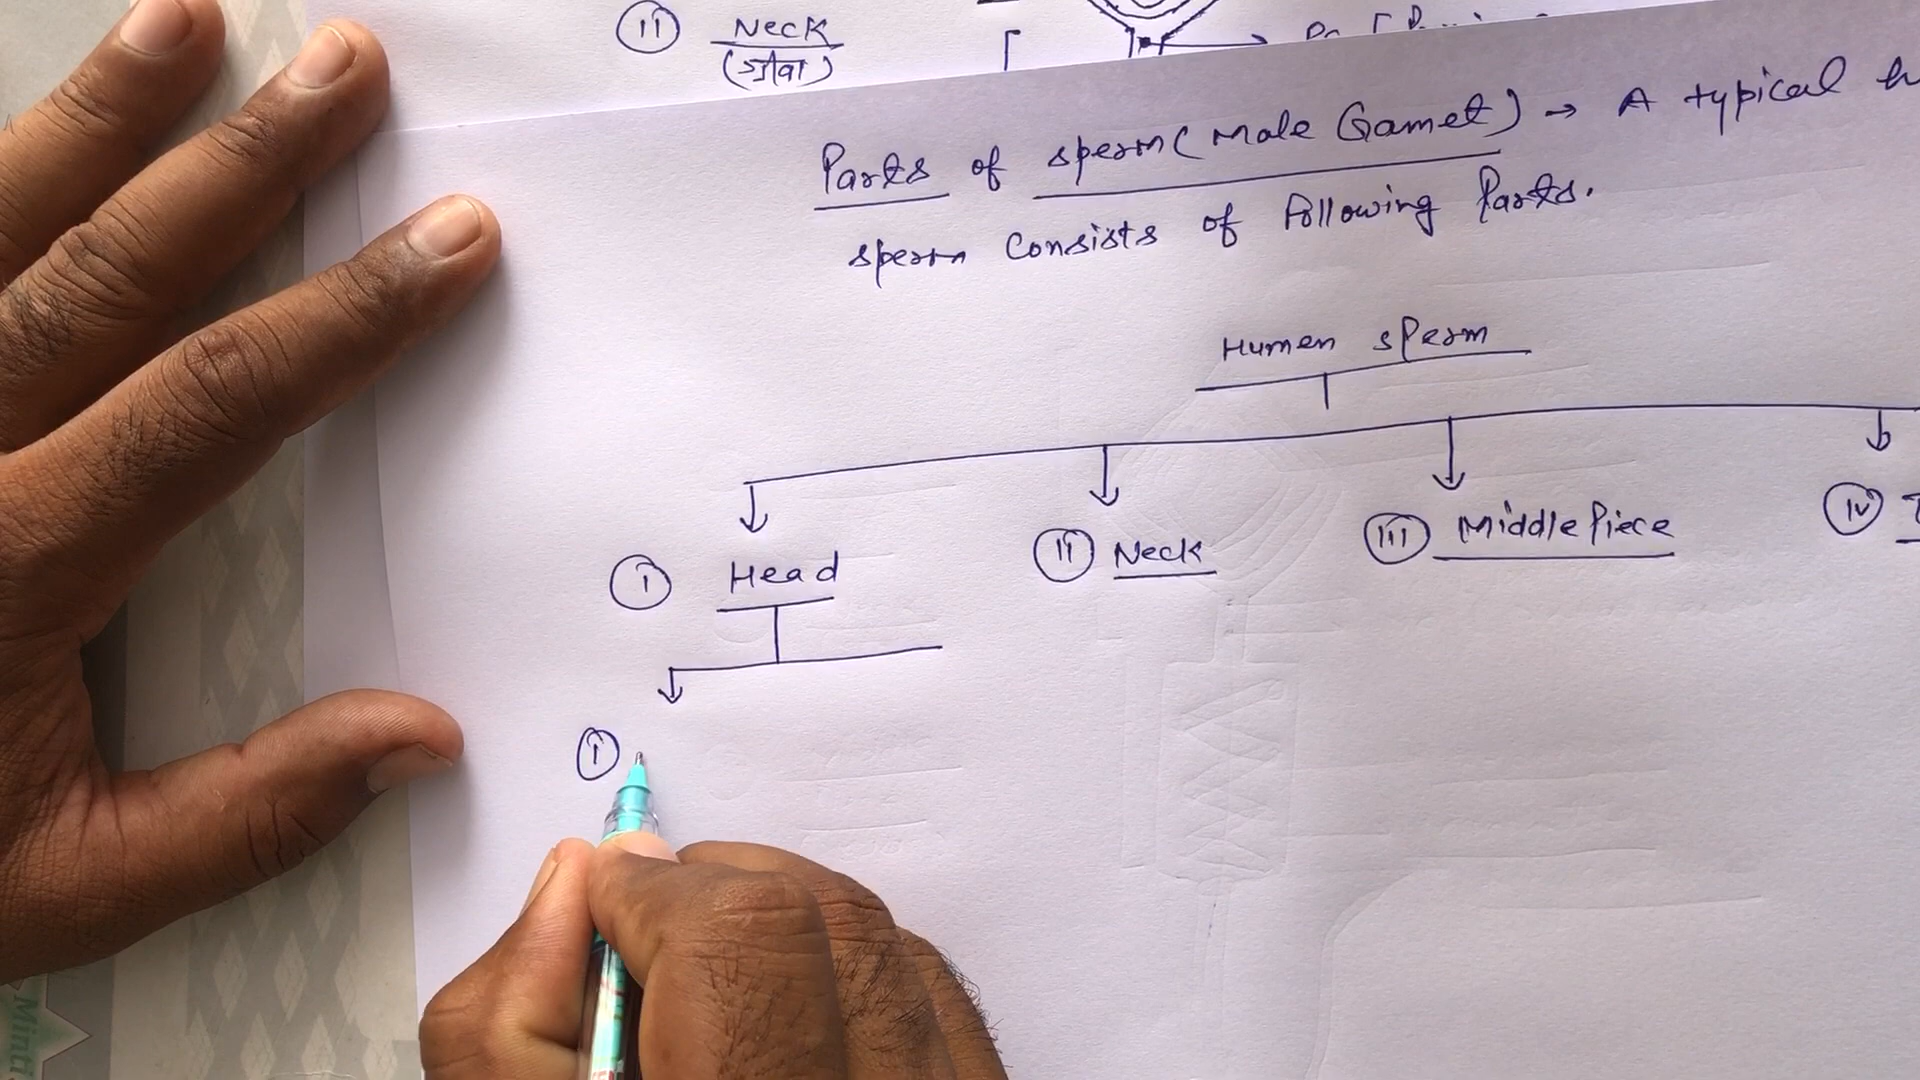 II Neck
(ग्रीवा)
Parts of sperm (Male Gamet) → A typical
sperm consists of following Parts.
Human sperm
I Head
II Neck
III Middle Piece
IV
I